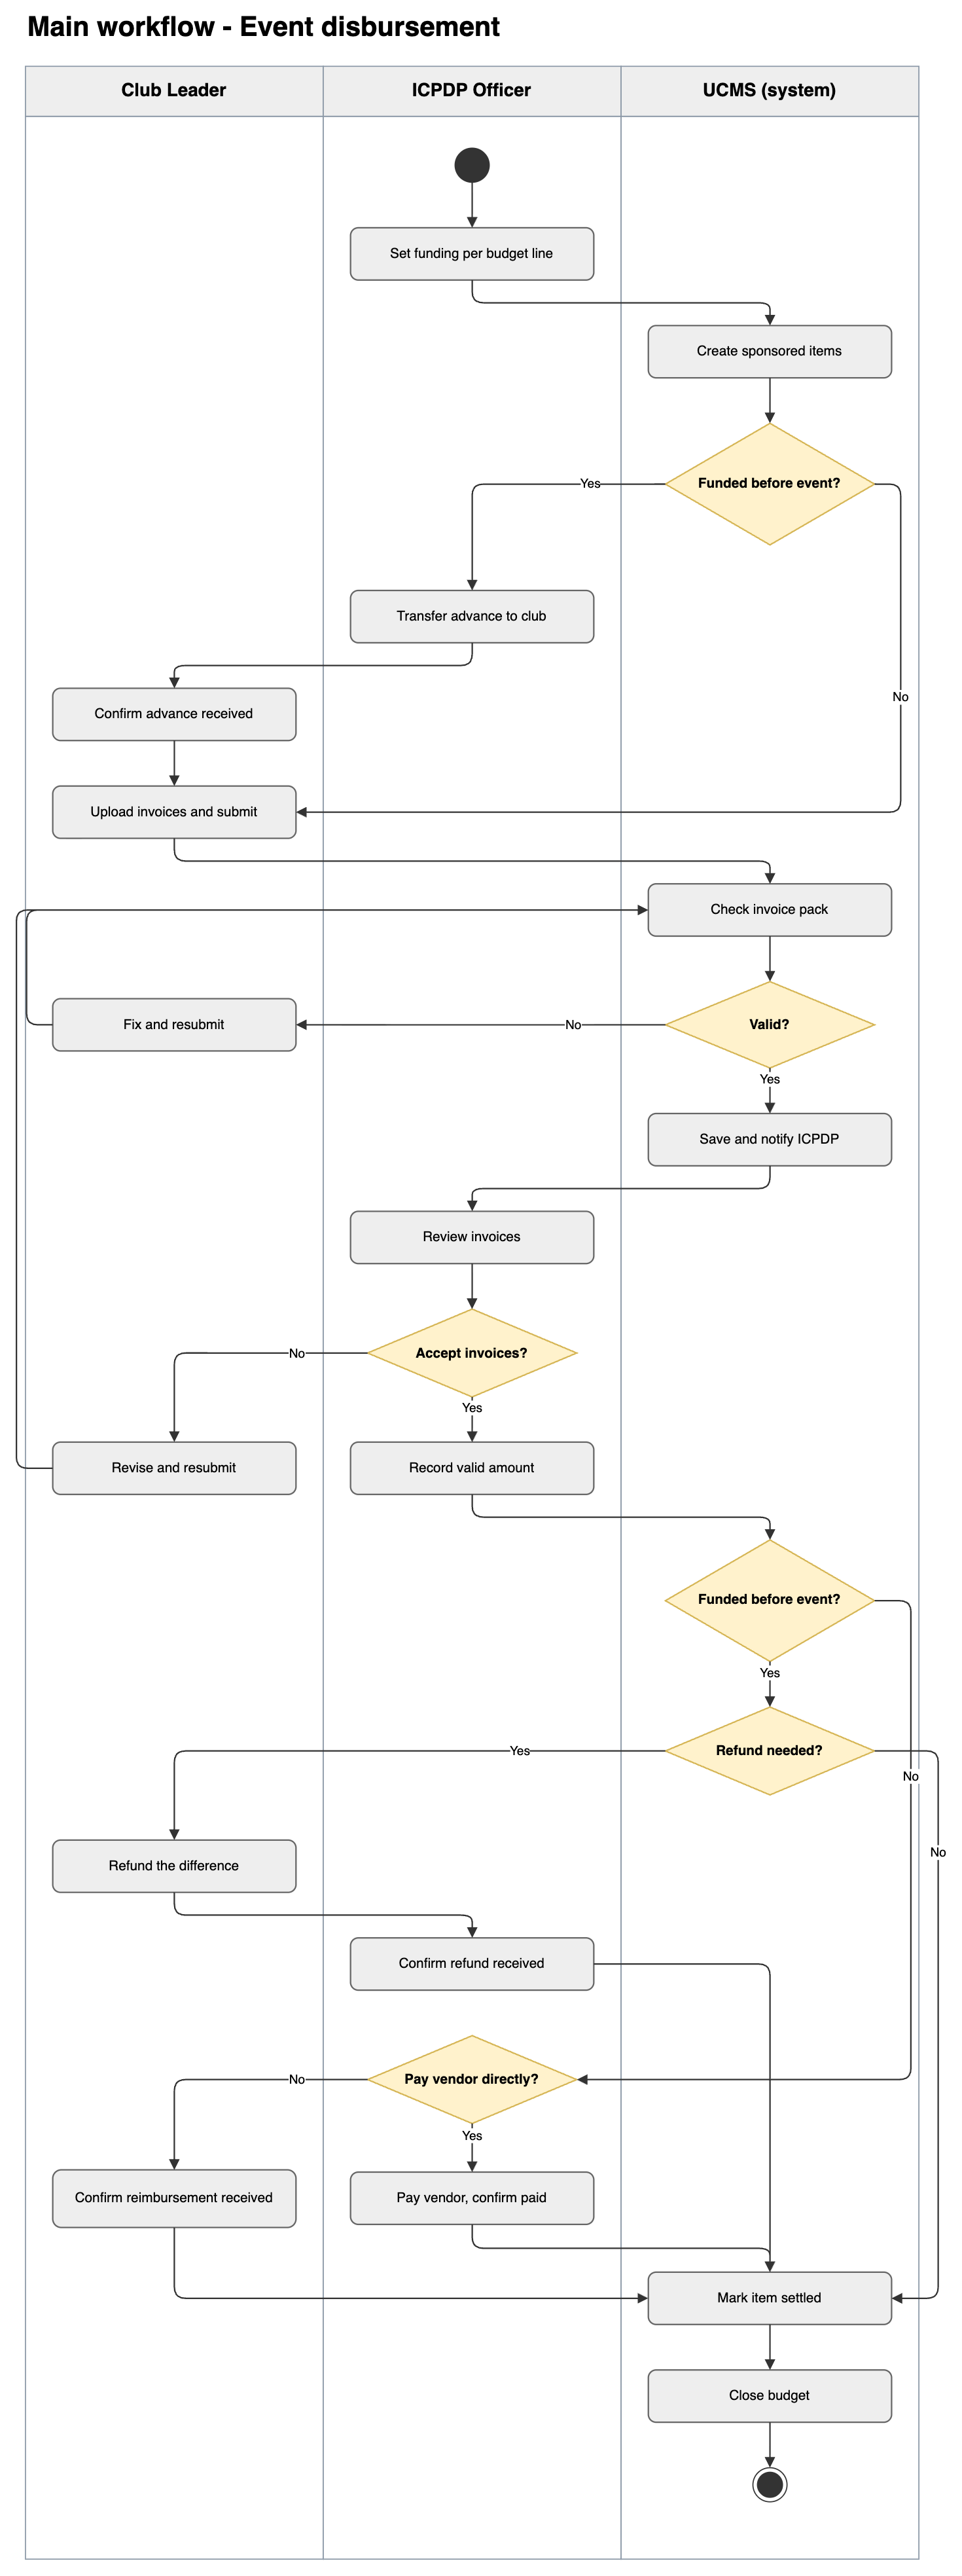 Main workflow - Event disbursement
Club Leader
ICPDP Officer
UCMS (system)
Set funding per budget line
Create sponsored items
Funded before event?
Yes
No
Transfer advance to club
Confirm advance received
Upload invoices and submit
Check invoice pack
Fix and resubmit
No
Valid?
Yes
Save and notify ICPDP
Review invoices
No
Accept invoices?
Yes
Revise and resubmit
Record valid amount
Funded before event?
Yes
Yes
Refund needed?
No
No
Refund the difference
Confirm refund received
No
Pay vendor directly?
Yes
Confirm reimbursement received
Pay vendor, confirm paid
Mark item settled
Close budget